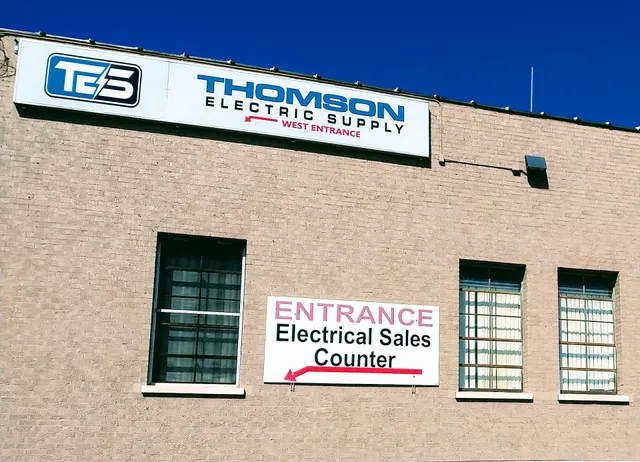 TES
THOMSON
ELECTRIC SUPPLY
WEST ENTRANCE
ENTRANCE
Electrical Sales
Counter